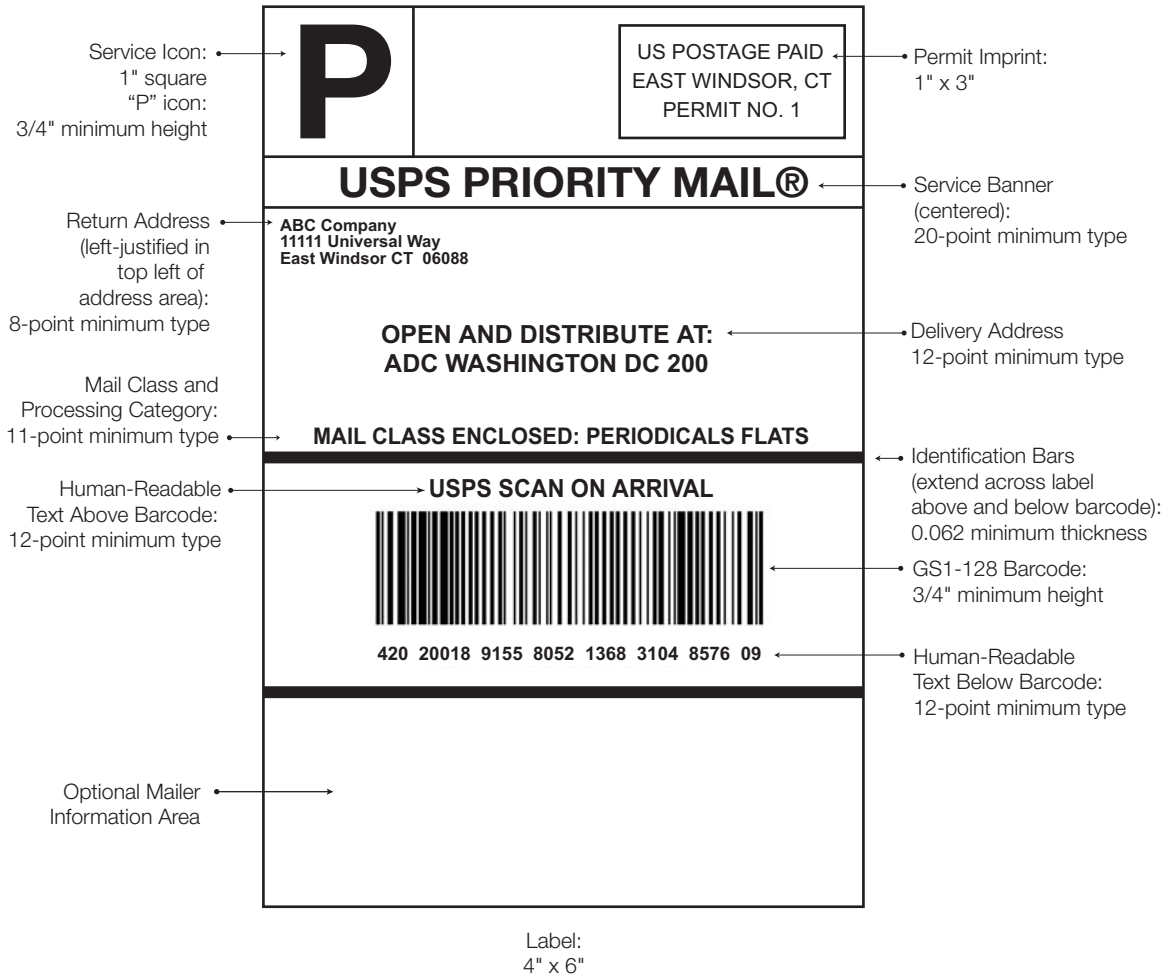 Service Icon:
1" square
“P” icon:
3/4" minimum height
P
US POSTAGE PAID
EAST WINDSOR, CT
PERMIT NO. 1
Permit Imprint:
1" x 3"
USPS PRIORITY MAIL®
Service Banner
(centered):
20-point minimum type
Return Address
(left-justified in
top left of
address area):
8-point minimum type
ABC Company
11111 Universal Way
East Windsor CT 06088
OPEN AND DISTRIBUTE AT:
ADC WASHINGTON DC 200
Delivery Address
12-point minimum type
Mail Class and
Processing Category:
11-point minimum type
MAIL CLASS ENCLOSED: PERIODICALS FLATS
Identification Bars
(extend across label
above and below barcode):
0.062 minimum thickness
Human-Readable
Text Above Barcode:
12-point minimum type
USPS SCAN ON ARRIVAL
GS1-128 Barcode:
3/4" minimum height
420 20018 9155 8052 1368 3104 8576 09
Human-Readable
Text Below Barcode:
12-point minimum type
Optional Mailer
Information Area
Label:
4" x 6"